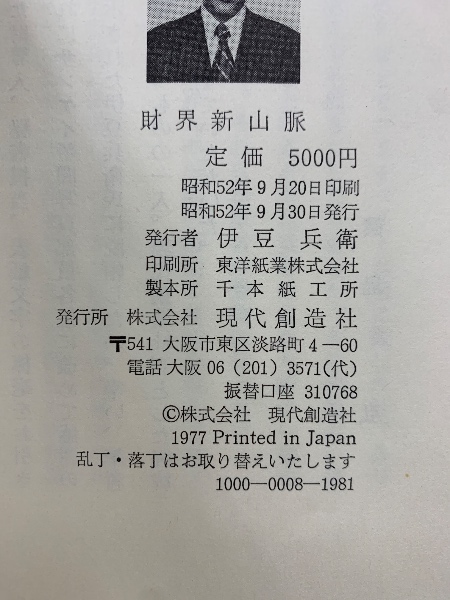 財界新山脈
定価 5000円
昭和52年9月20日印刷
昭和52年9月30日発行
発行者 伊豆兵衛
印刷所 東洋紙業株式会社
製本所 千本紙工所
発行所 株式会社 現代創造社
〒541 大阪市東区淡路町4―60
電話大阪 06 (201) 3571(代)
振替口座 310768
©株式会社 現代創造社
1977 Printed in Japan
乱丁・落丁はお取り替えいたします
1000―0008―1981